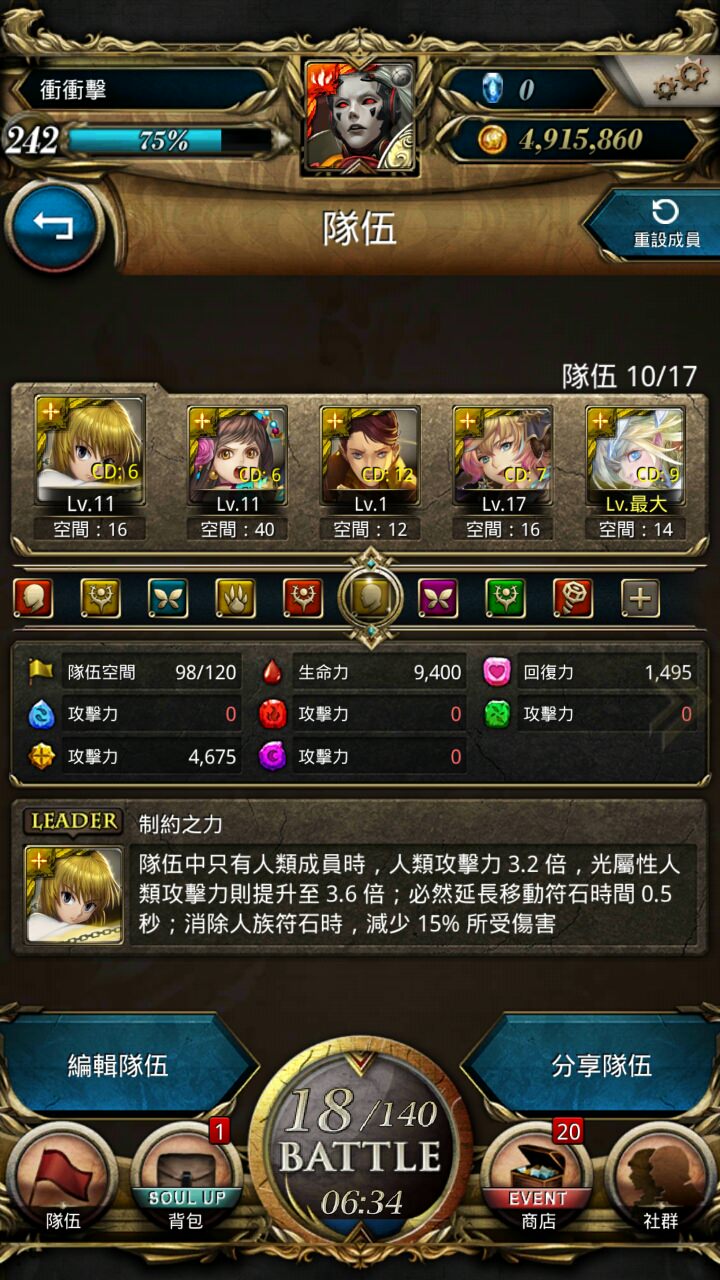 衝衝擊
0
242
75%
4,915,860
隊伍
重設成員
隊伍 10/17
CD: 6
CD: 6
CD: 12
CD: 7
CD: 9
Lv.11
Lv.11
Lv.1
Lv.17
Lv.最大
空間：16
空間：40
空間：12
空間：16
空間：14
隊伍空間 98/120
生命力 9,400
回復力 1,495
攻擊力 0
攻擊力 0
攻擊力 0
攻擊力 4,675
攻擊力 0
LEADER 制約之力
隊伍中只有人類成員時，人類攻擊力 3.2 倍，光屬性人
類攻擊力則提升至 3.6 倍；必然延長移動符石時間 0.5
秒；消除人族符石時，減少 15% 所受傷害
編輯隊伍
分享隊伍
18/140
BATTLE
06:34
1
20
SOUL UP
EVENT
隊伍
背包
商店
社群